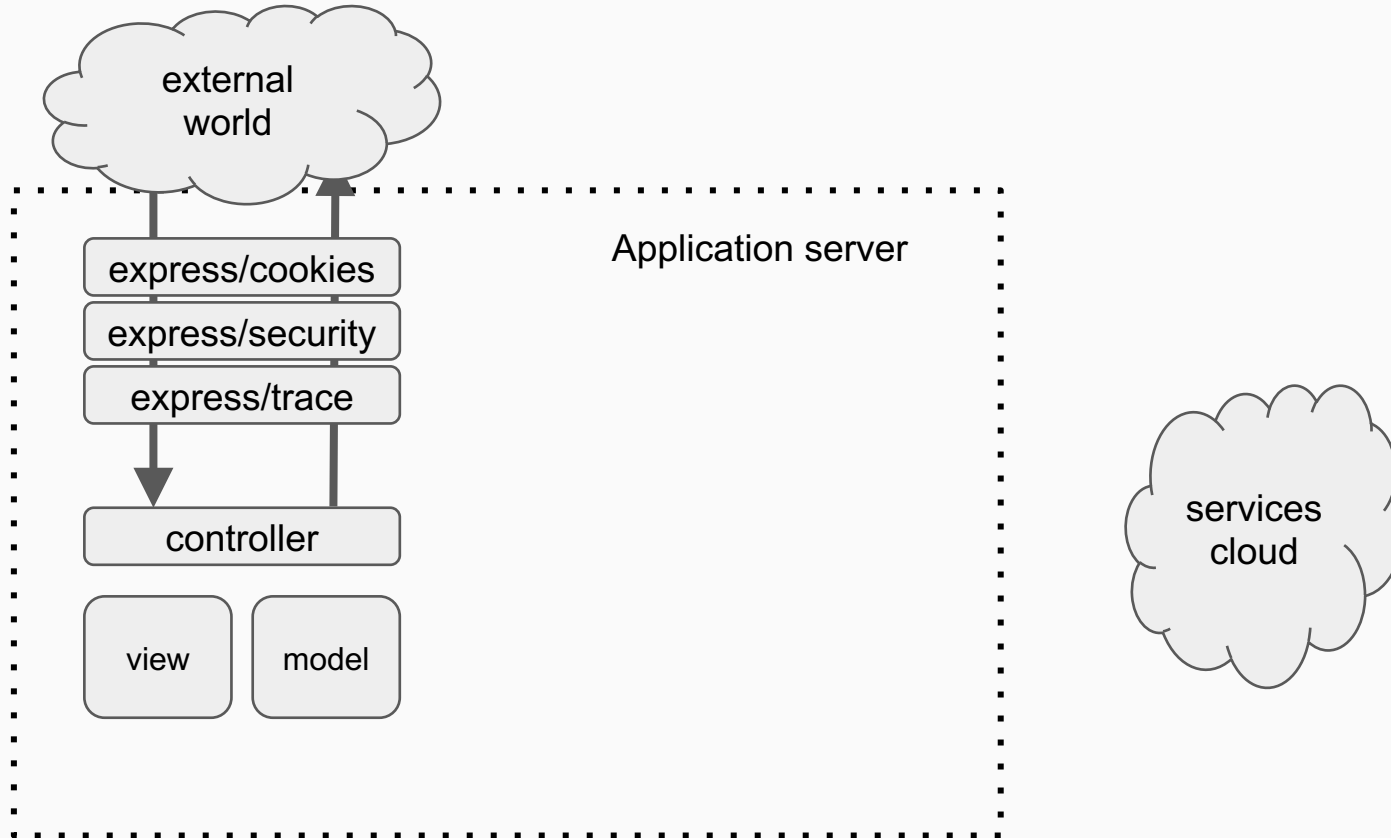 external
world
Application server
express/cookies
express/security
express/trace
controller
view
model
services
cloud